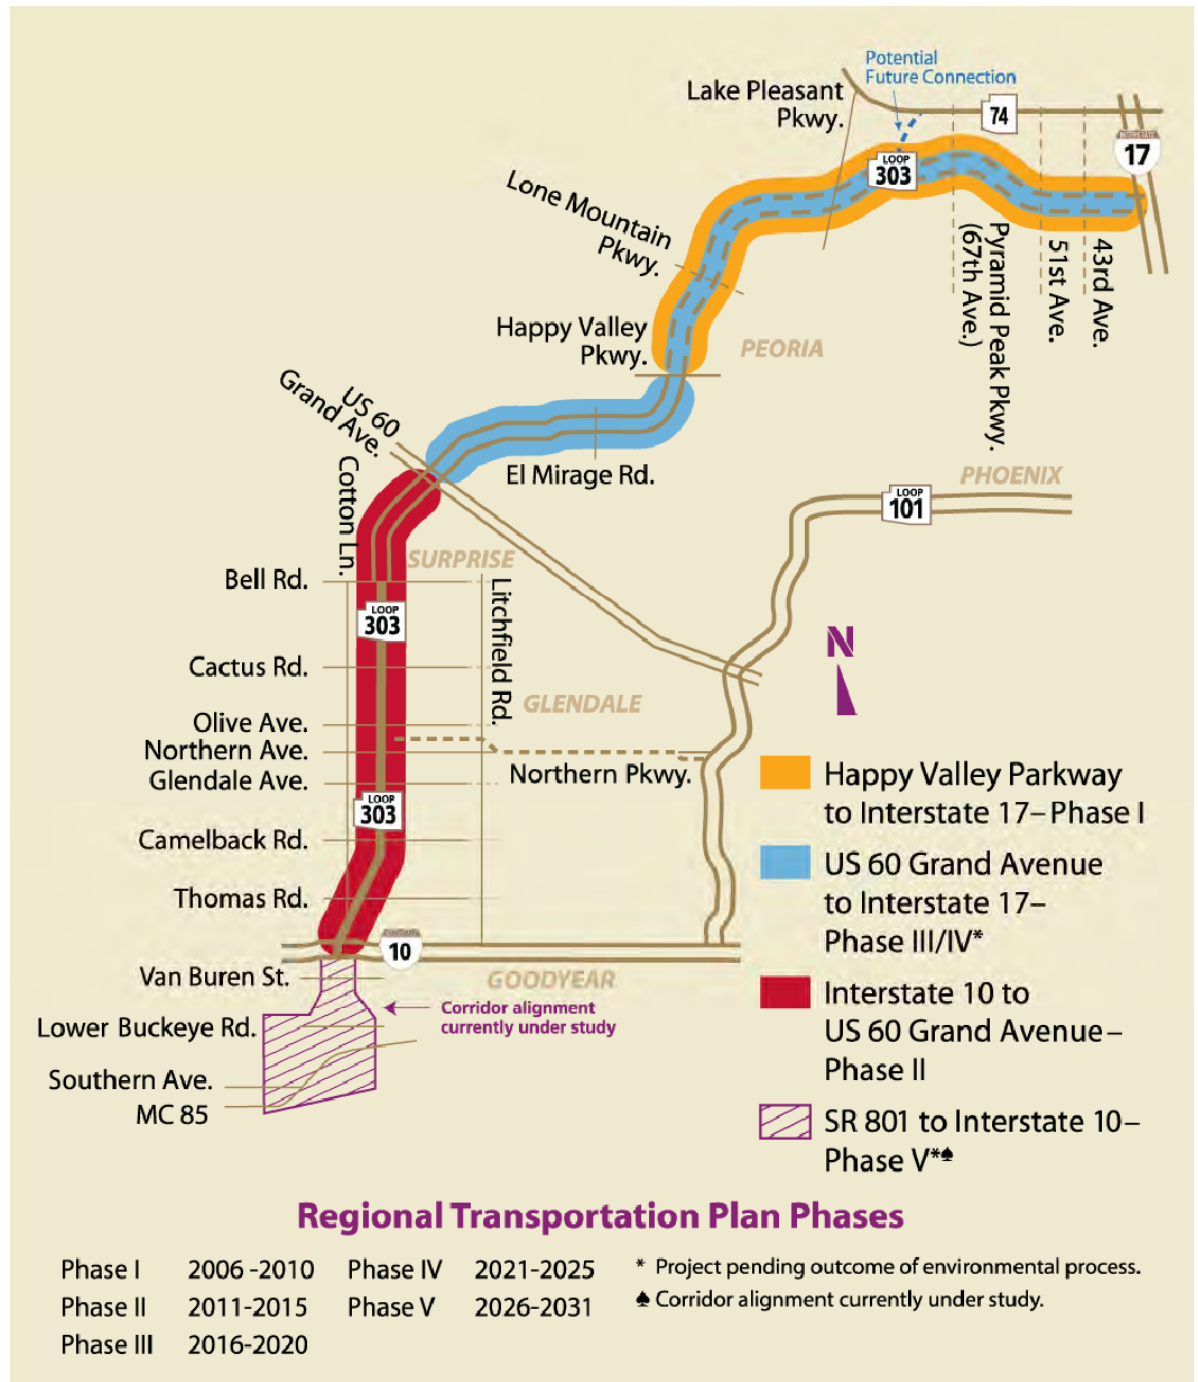 Potential
Future Connection
Lake Pleasant
Pkwy.
74
INTERSTATE
17
LOOP
303
Lone Mountain
Pkwy.
Pyramid Peak Pkwy.
(67th Ave.)
51st Ave.
43rd Ave.
Happy Valley
Pkwy.
PEORIA
US 60
Grand Ave.
El Mirage Rd.
PHOENIX
LOOP
101
Cotton Ln.
SURPRISE
Bell Rd.
LOOP
303
Litchfield Rd.
N
Cactus Rd.
GLENDALE
Olive Ave.
Northern Ave.
Northern Pkwy.
Glendale Ave.
LOOP
303
Camelback Rd.
Thomas Rd.
10
Van Buren St.
GOODYEAR
Corridor alignment
currently under study
Lower Buckeye Rd.
Southern Ave.
MC 85
Happy Valley Parkway
to Interstate 17– Phase I
US 60 Grand Avenue
to Interstate 17–
Phase III/IV*
Interstate 10 to
US 60 Grand Avenue–
Phase II
SR 801 to Interstate 10–
Phase V*♠
Regional Transportation Plan Phases
Phase I 2006 -2010 Phase IV 2021-2025 * Project pending outcome of environmental process.
Phase II 2011-2015 Phase V 2026-2031 ♠ Corridor alignment currently under study.
Phase III 2016-2020